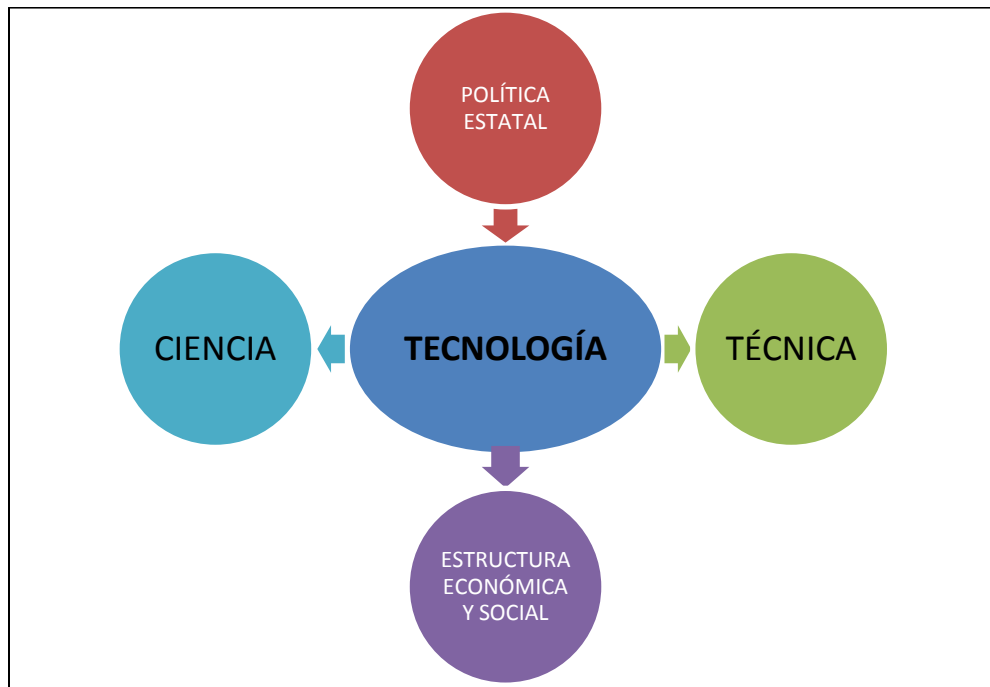 POLÍTICA
ESTATAL
CIENCIA
TECNOLOGÍA
TÉCNICA
ESTRUCTURA
ECONÓMICA
Y SOCIAL